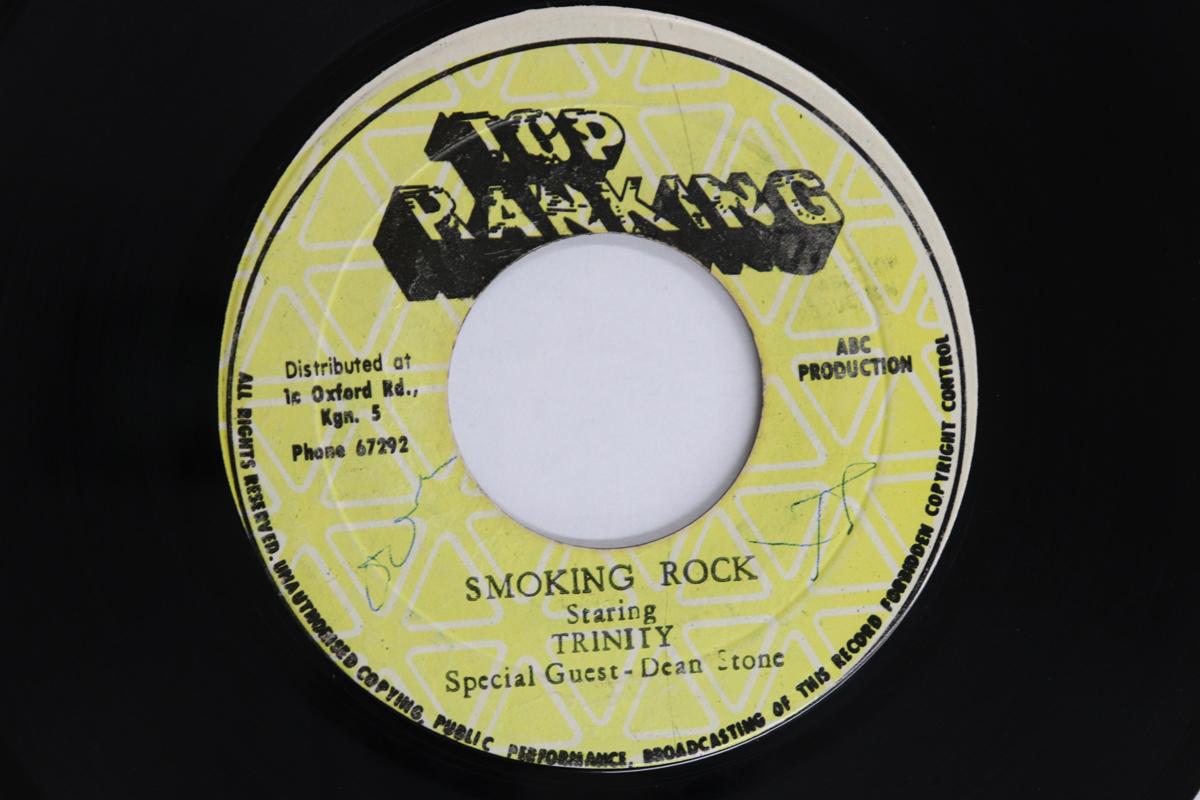 TOP
RANKING
Distributed at
1c Oxford Rd.,
Kgn. 5
Phone 67292
ABC
PRODUCTION
SMOKING ROCK
Staring
TRINITY
Special Guest - Dean Stone
ALL RIGHTS RESERVED. UNAUTHORISED COPYING, PUBLIC PERFORMANCE, BROADCASTING OF THIS RECORD FORBIDDEN COPYRIGHT CONTROL